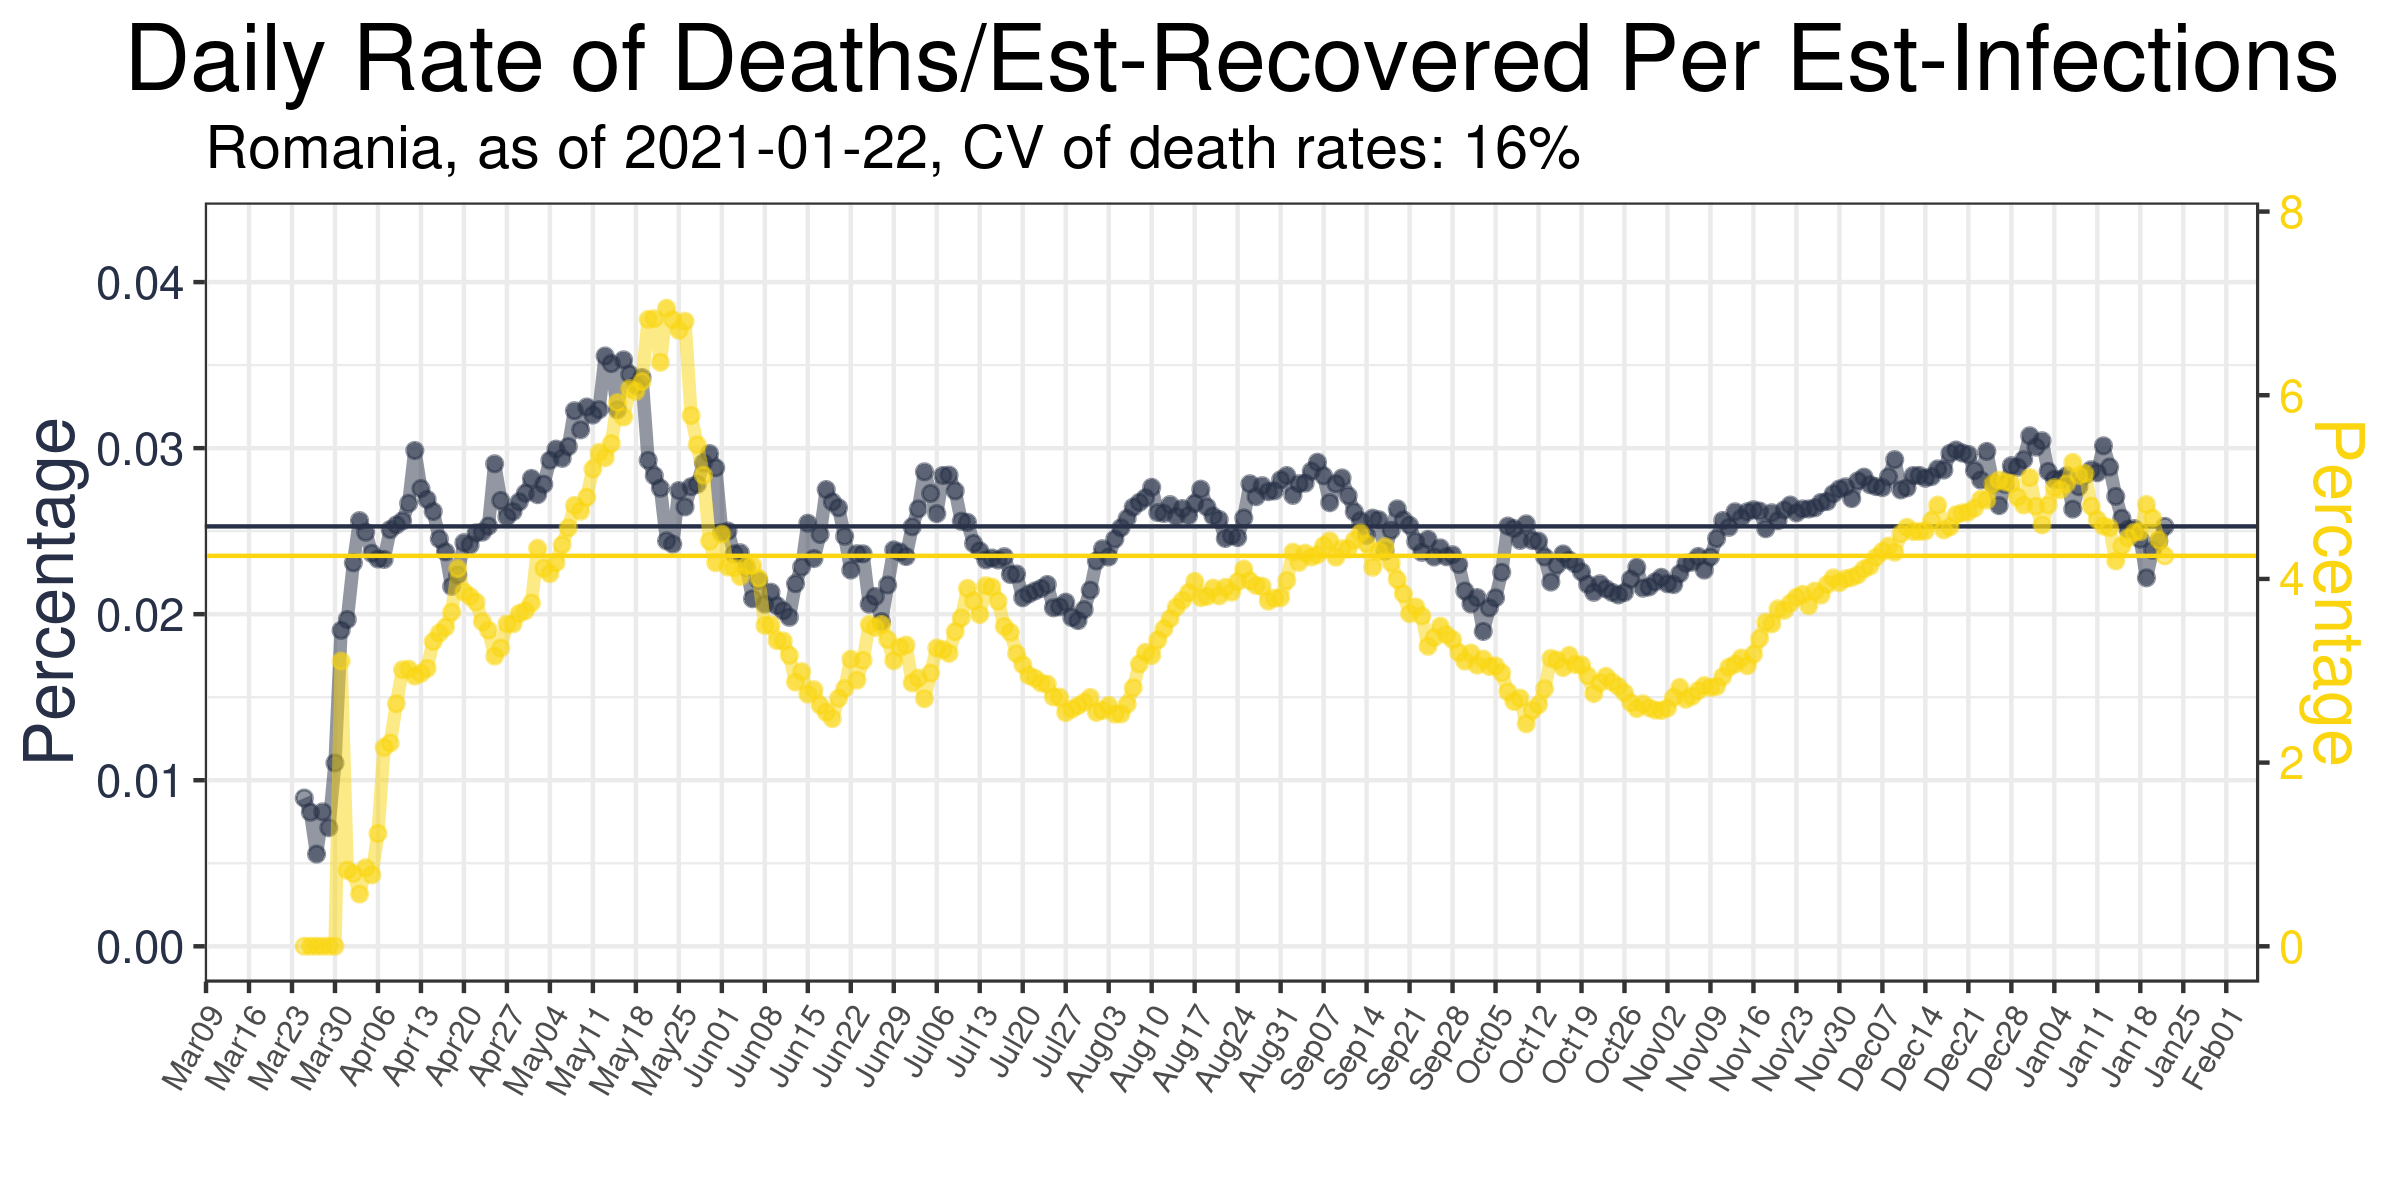 Daily Rate of Deaths/Est-Recovered Per Est-Infections
Romania, as of 2021-01-22, CV of death rates: 16%
Percentage
0.04
0.03
0.02
0.01
0.00
8
6
4
2
0
Percentage
Mar09 Mar16 Mar23 Mar30 Apr06 Apr13 Apr20 Apr27 May04 May11 May18 May25 Jun01 Jun08 Jun15 Jun22 Jun29 Jul06 Jul13 Jul20 Jul27 Aug03 Aug10 Aug17 Aug24 Aug31 Sep07 Sep14 Sep21 Sep28 Oct05 Oct12 Oct19 Oct26 Nov02 Nov09 Nov16 Nov23 Nov30 Dec07 Dec14 Dec21 Dec28 Jan04 Jan11 Jan18 Jan25 Feb01